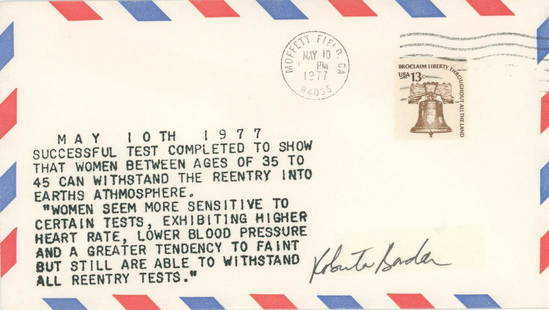 MOFFETT FIELD, CA
MAY 10
PM
1977
94035
PROCLAIM LIBERTY THROUGHOUT ALL THE LAND
USA 13c
MAY 10TH 1977
SUCCESSFUL TEST COMPLETED TO SHOW
THAT WOMEN BETWEEN AGES OF 35 TO
45 CAN WITHSTAND THE REENTRY INTO
EARTHS ATHMOSPHERE.
"WOMEN SEEM MORE SENSITIVE TO
CERTAIN TESTS, EXHIBITING HIGHER
HEART RATE, LOWER BLOOD PRESSURE
AND A GREATER TENDENCY TO FAINT
BUT STILL ARE ABLE TO WITHSTAND
ALL REENTRY TESTS."
Roberta